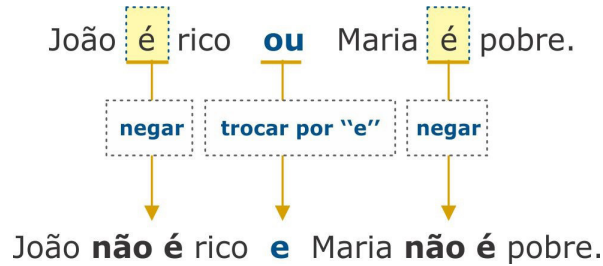 João é rico ou Maria é pobre.
negar trocar por ‘‘e’’ negar
João não é rico e Maria não é pobre.